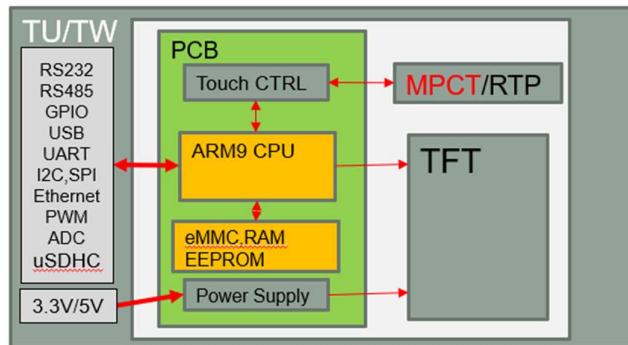 TU/TW
RS232
RS485
GPIO
USB
UART
I2C,SPI
Ethernet
PWM
ADC
uSDHC
3.3V/5V
PCB
Touch CTRL
ARM9 CPU
eMMC,RAM
EEPROM
Power Supply
MPCT/RTP
TFT